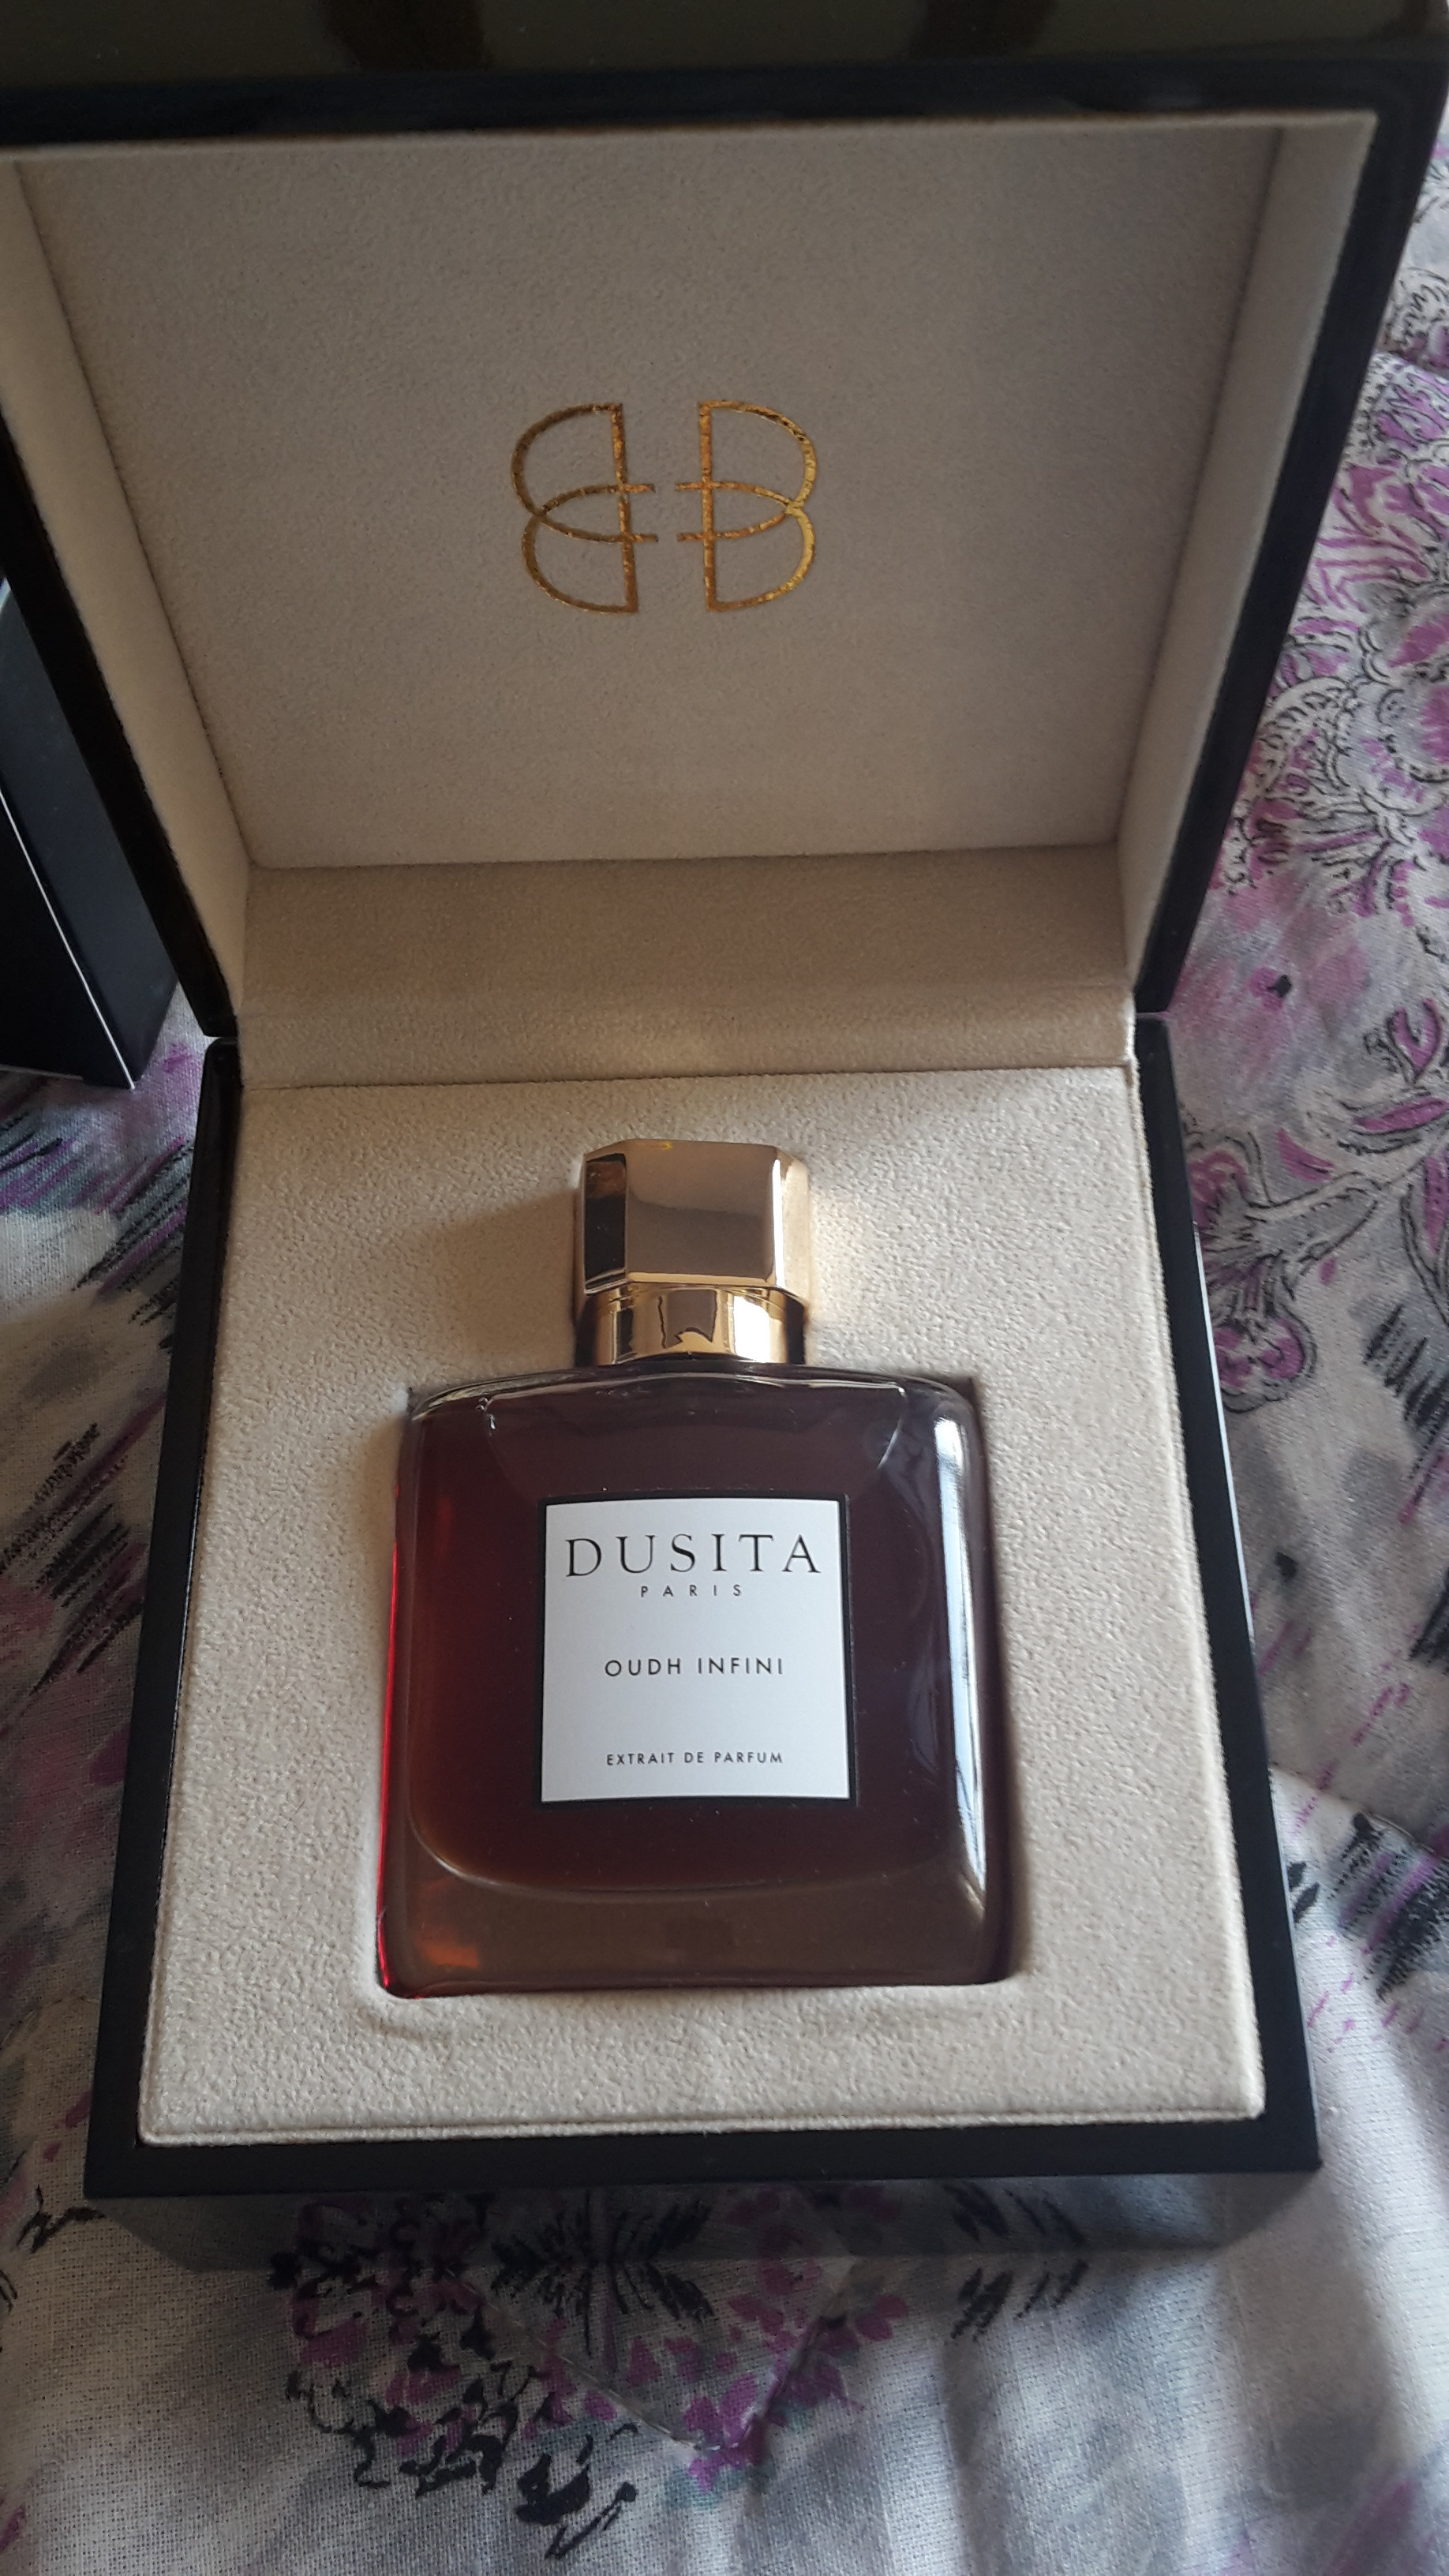 DUSITA
PARIS
OUDH INFINI
EXTRAIT DE PARFUM